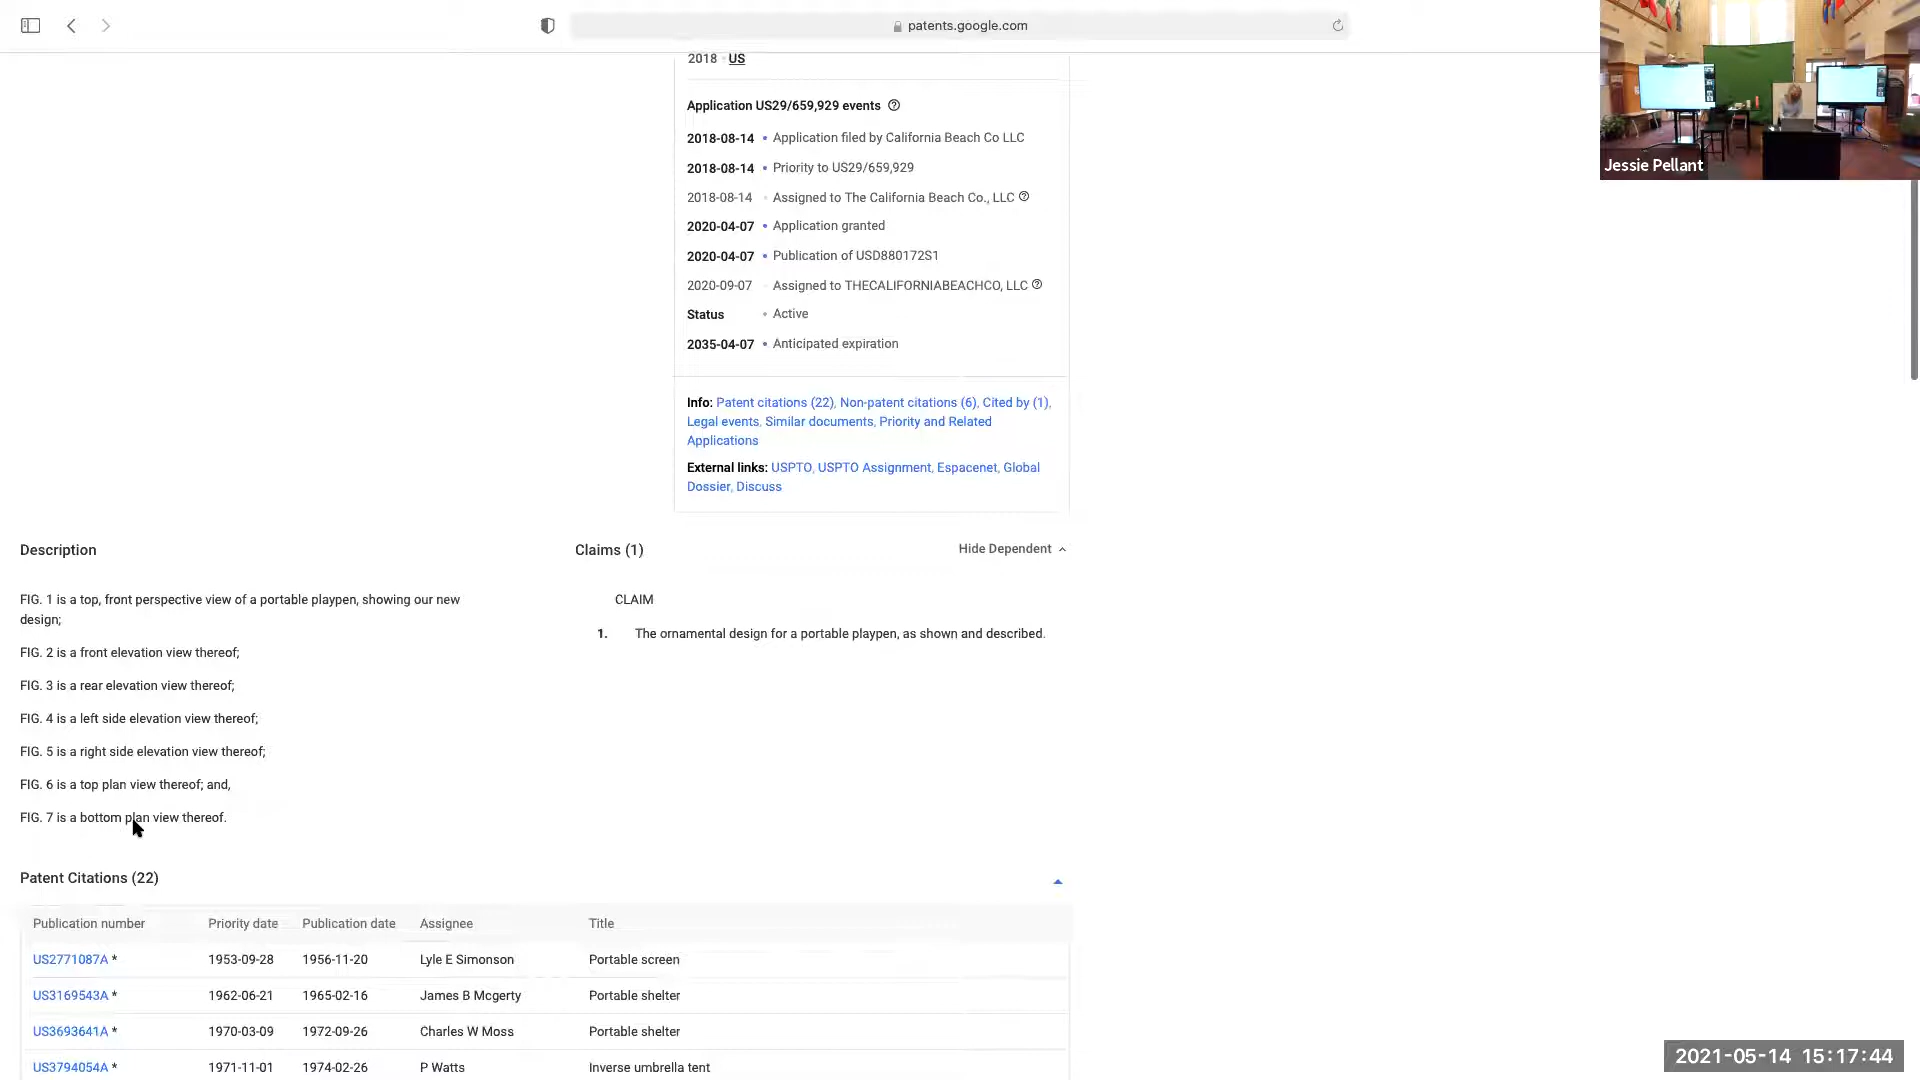 patents.google.com
Jessie Pellant
2018 US
Application US29/659,929 events
2018-08-14 • Application filed by California Beach Co LLC
2018-08-14 • Priority to US29/659,929
2018-08-14 • Assigned to The California Beach Co., LLC
2020-04-07 • Application granted
2020-04-07 • Publication of USD880172S1
2020-09-07 Assigned to THECALIFORNIABEACHCO, LLC
Status • Active
2035-04-07 • Anticipated expiration
Info: Patent citations (22), Non-patent citations (6), Cited by (1),
Legal events, Similar documents, Priority and Related
Applications
External links: USPTO, USPTO Assignment, Espacenet, Global
Dossier, Discuss
Description
FIG. 1 is a top, front perspective view of a portable playpen, showing our new
design;
FIG. 2 is a front elevation view thereof;
FIG. 3 is a rear elevation view thereof;
FIG. 4 is a left side elevation view thereof;
FIG. 5 is a right side elevation view thereof;
FIG. 6 is a top plan view thereof; and,
FIG. 7 is a bottom plan view thereof.
Claims (1) Hide Dependent
CLAIM
1. The ornamental design for a portable playpen, as shown and described.
Patent Citations (22)
Publication number Priority date Publication date Assignee Title
US2771087A * 1953-09-28 1956-11-20 Lyle E Simonson Portable screen
US3169543A * 1962-06-21 1965-02-16 James B Mcgerty Portable shelter
US3693641A * 1970-03-09 1972-09-26 Charles W Moss Portable shelter
US3794054A * 1971-11-01 1974-02-26 P Watts Inverse umbrella tent
2021-05-14 15:17:44